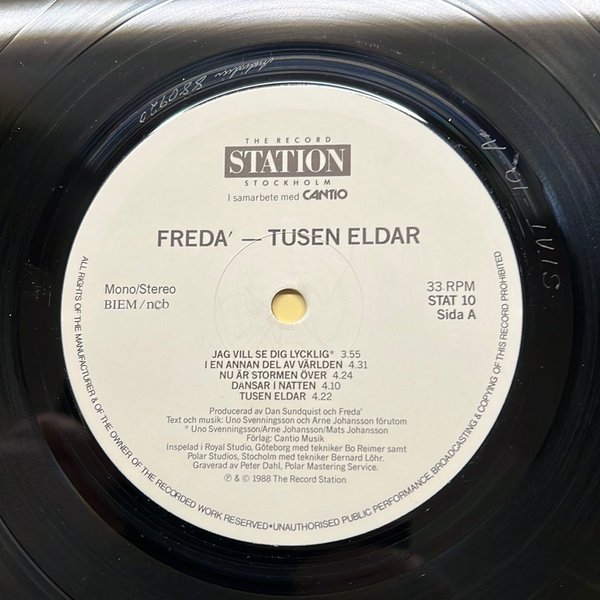 THE RECORD
STATION
STOCKHOLM
I samarbete med CANTIO
FREDA' — TUSEN ELDAR
Mono/Stereo
BIEM/ncb
33 RPM
STAT 10
Sida A
JAG VILL SE DIG LYCKLIG* 3.55
I EN ANNAN DEL AV VÄRLDEN 4.31
NU ÄR STORMEN ÖVER 4.24
DANSAR I NATTEN 4.10
TUSEN ELDAR 4.22
Producerad av Dan Sundquist och Freda'
Text och musik: Uno Svenningsson och Arne Johansson förutom
* Uno Svenningsson/Arne Johansson/Mats Johansson
Förlag: Cantio Musik
Inspelad i Royal Studio, Göteborg med tekniker Bo Reimer samt
Polar Studios, Stocholm med tekniker Bernard Löhr.
Graverad av Peter Dahl, Polar Mastering Service.
℗ & © 1988 The Record Station
ALL RIGHTS OF THE MANUFACTURER & OF THE OWNER OF THE RECORDED WORK RESERVED•UNAUTHORISED PUBLIC PERFORMANCE, BROADCASTING & COPYING OF THIS RECORD PROHIBITED
880920